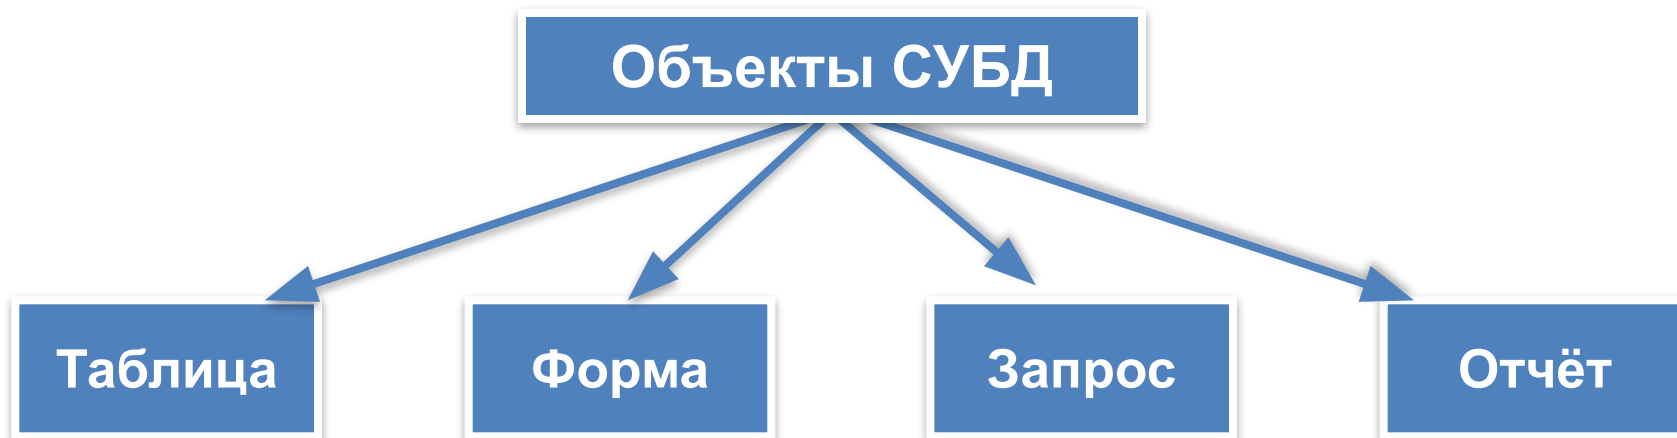 Объекты СУБД
Таблица
Форма
Запрос
Отчёт